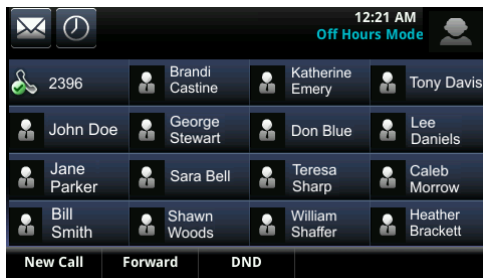 12:21 AM
Off Hours Mode
2396
Brandi
Castine
Katherine
Emery
Tony Davis
John Doe
George
Stewart
Don Blue
Lee
Daniels
Jane
Parker
Sara Bell
Teresa
Sharp
Caleb
Morrow
Bill
Smith
Shawn
Woods
William
Shaffer
Heather
Brackett
New Call Forward DND